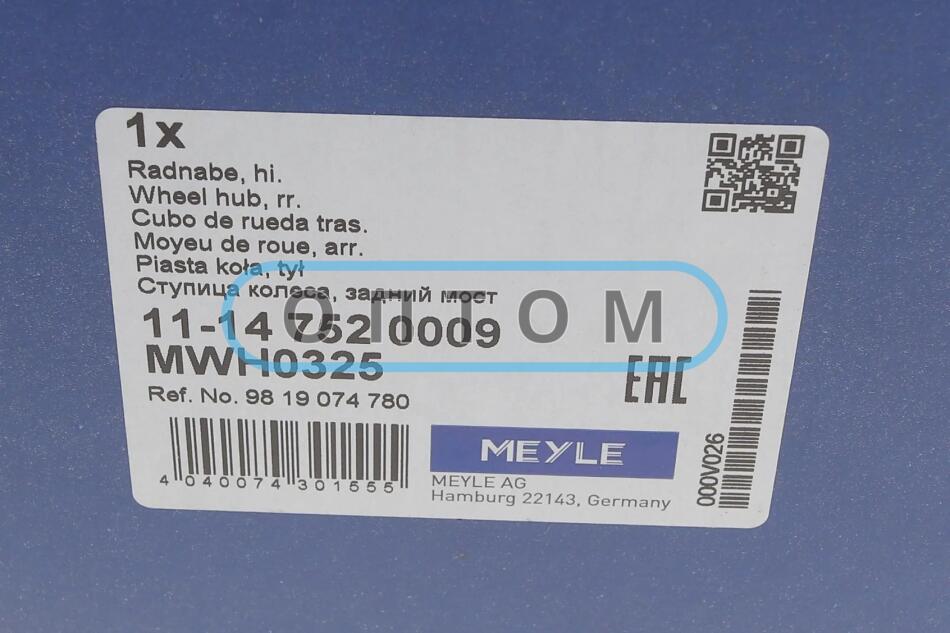 1x
Radnabe, hi.
Wheel hub, rr.
Cubo de rueda tras.
Moyeu de roue, arr.
Piasta koła, tył
Ступица колеса, задний мост
11-14 752 0009
ОПТОМ
MWH0325
Ref. No. 98 19 074 780
EAC
4 040074 301555
MEYLE
MEYLE AG
Hamburg 22143, Germany
000V026